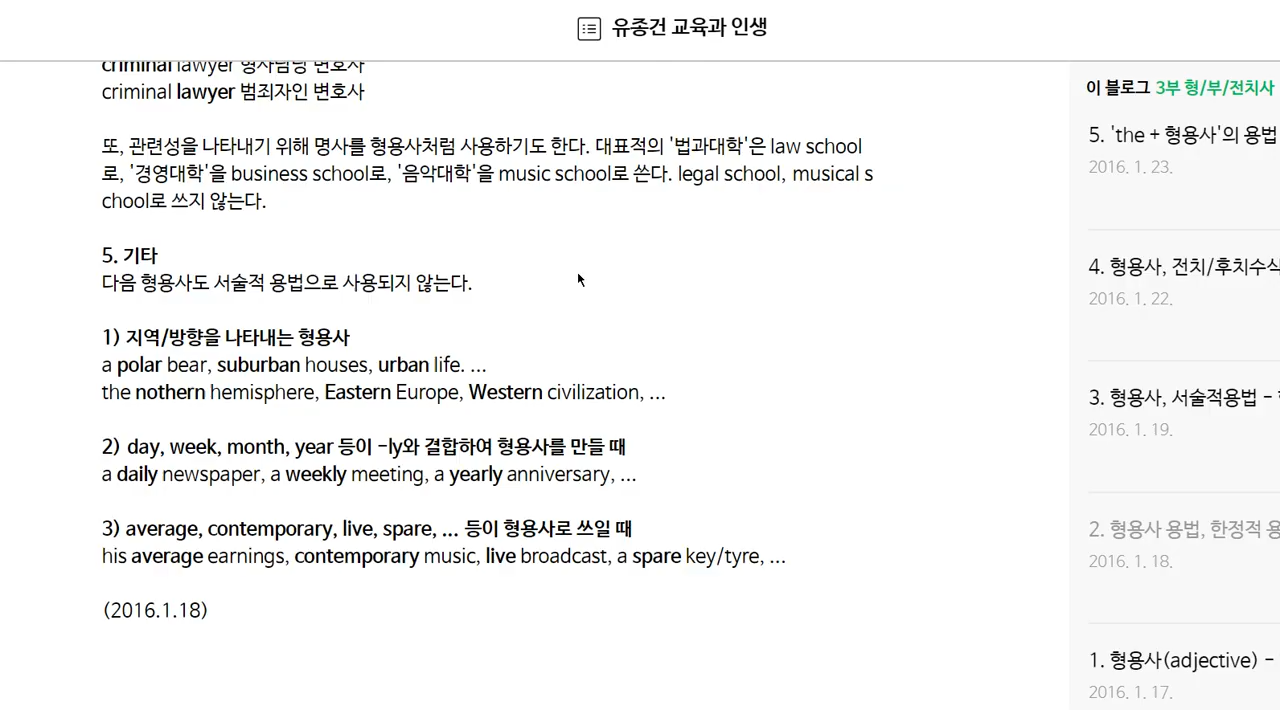 유종건 교육과 인생
criminal lawyer 형사담당 변호사
criminal lawyer 범죄자인 변호사
또, 관련성을 나타내기 위해 명사를 형용사처럼 사용하기도 한다. 대표적의 '법과대학'은 law school
로, '경영대학'을 business school로, '음악대학'을 music school로 쓴다. legal school, musical s
chool로 쓰지 않는다.
5. 기타
다음 형용사도 서술적 용법으로 사용되지 않는다.
1) 지역/방향을 나타내는 형용사
a polar bear, suburban houses, urban life. ...
the nothern hemisphere, Eastern Europe, Western civilization, ...
2) day, week, month, year 등이 -ly와 결합하여 형용사를 만들 때
a daily newspaper, a weekly meeting, a yearly anniversary, ...
3) average, contemporary, live, spare, ... 등이 형용사로 쓰일 때
his average earnings, contemporary music, live broadcast, a spare key/tyre, ...
(2016.1.18)
이 블로그 3부 형/부/전치사
5. 'the + 형용사'의 용법
2016. 1. 23.
4. 형용사, 전치/후치수식
2016. 1. 22.
3. 형용사, 서술적용법 -
2016. 1. 19.
2. 형용사 용법, 한정적 용
2016. 1. 18.
1. 형용사(adjective) -
2016. 1. 17.